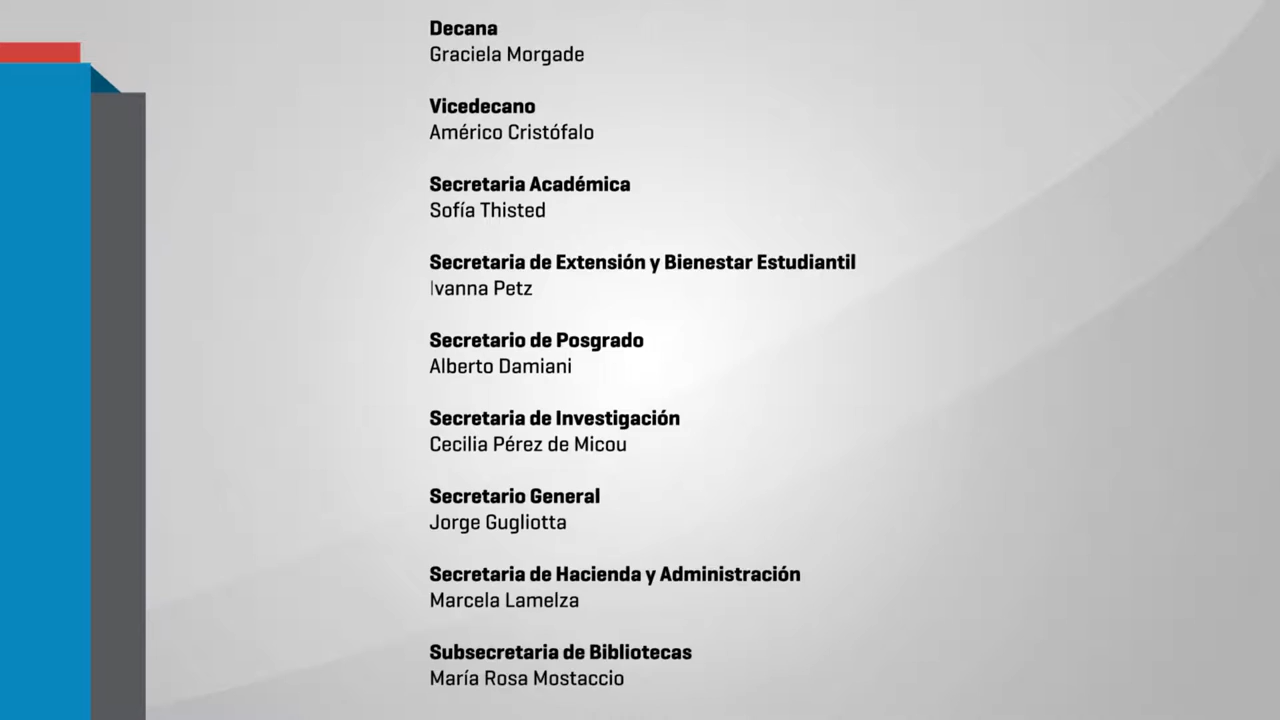 Decana
Graciela Morgade
Vicedecano
Américo Cristófalo
Secretaria Académica
Sofía Thisted
Secretaria de Extensión y Bienestar Estudiantil
Ivanna Petz
Secretario de Posgrado
Alberto Damiani
Secretaria de Investigación
Cecilia Pérez de Micou
Secretario General
Jorge Gugliotta
Secretaria de Hacienda y Administración
Marcela Lamelza
Subsecretaria de Bibliotecas
María Rosa Mostaccio